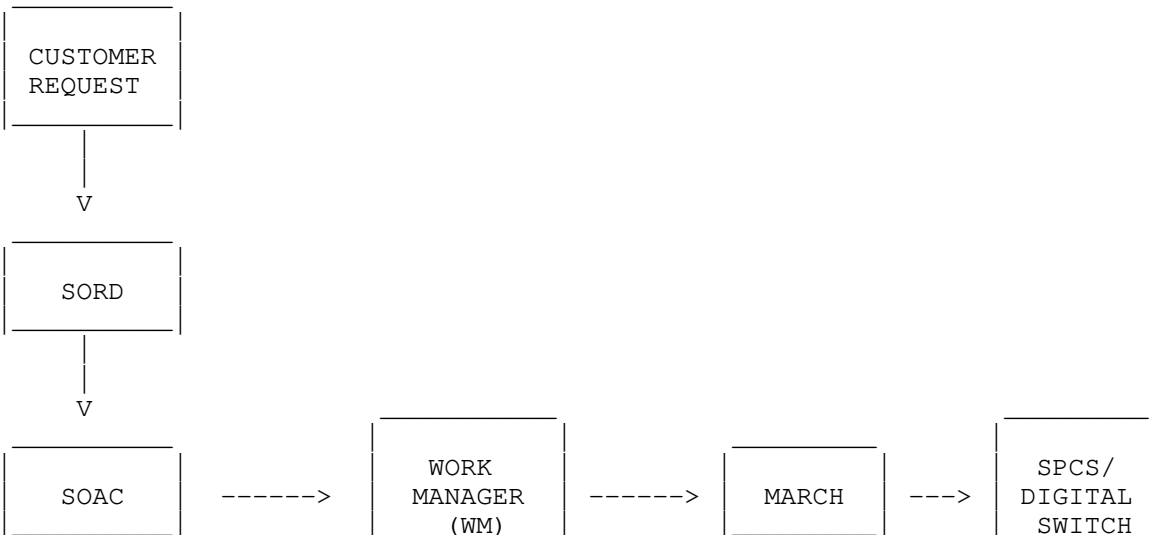 CUSTOMER
REQUEST
V
SORD
V
SOAC ------> WORK MANAGER (WM) ------> MARCH ---> SPCS/ DIGITAL SWITCH